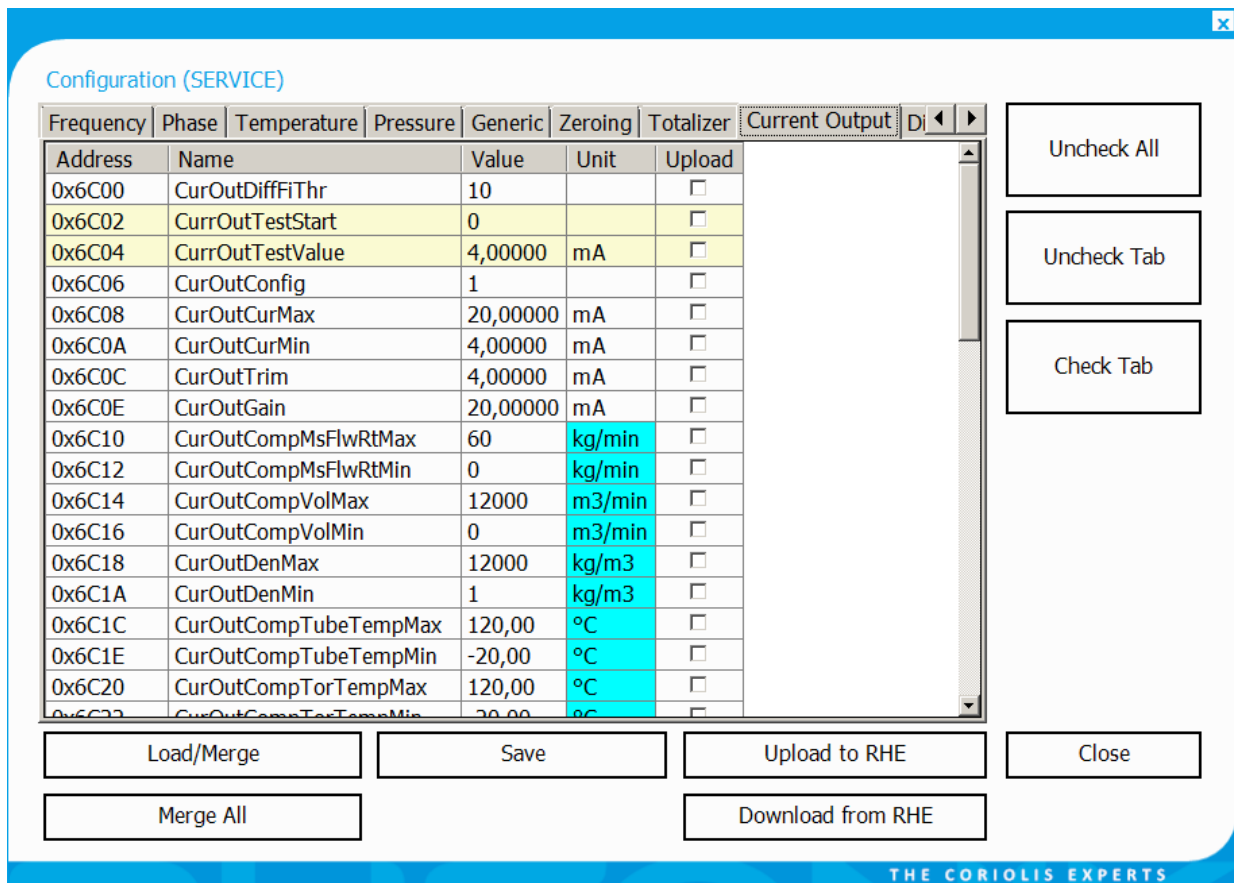 x
Configuration (SERVICE)
Frequency Phase Temperature Pressure Generic Zeroing Totalizer Current Output Di
Address Name Value Unit Upload
0x6C00 CurOutDiffFiThr 10
0x6C02 CurrOutTestStart 0
0x6C04 CurrOutTestValue 4,00000 mA
0x6C06 CurOutConfig 1
0x6C08 CurOutCurMax 20,00000 mA
0x6C0A CurOutCurMin 4,00000 mA
0x6C0C CurOutTrim 4,00000 mA
0x6C0E CurOutGain 20,00000 mA
0x6C10 CurOutCompMsFlwRtMax 60 kg/min
0x6C12 CurOutCompMsFlwRtMin 0 kg/min
0x6C14 CurOutCompVolMax 12000 m3/min
0x6C16 CurOutCompVolMin 0 m3/min
0x6C18 CurOutDenMax 12000 kg/m3
0x6C1A CurOutDenMin 1 kg/m3
0x6C1C CurOutCompTubeTempMax 120,00 °C
0x6C1E CurOutCompTubeTempMin -20,00 °C
0x6C20 CurOutCompTorTempMax 120,00 °C
0x6C22 CurOutCompTorTempMin -20,00 °C
Uncheck All
Uncheck Tab
Check Tab
Load/Merge Save Upload to RHE Close
Merge All Download from RHE
THE CORIOLIS EXPERTS